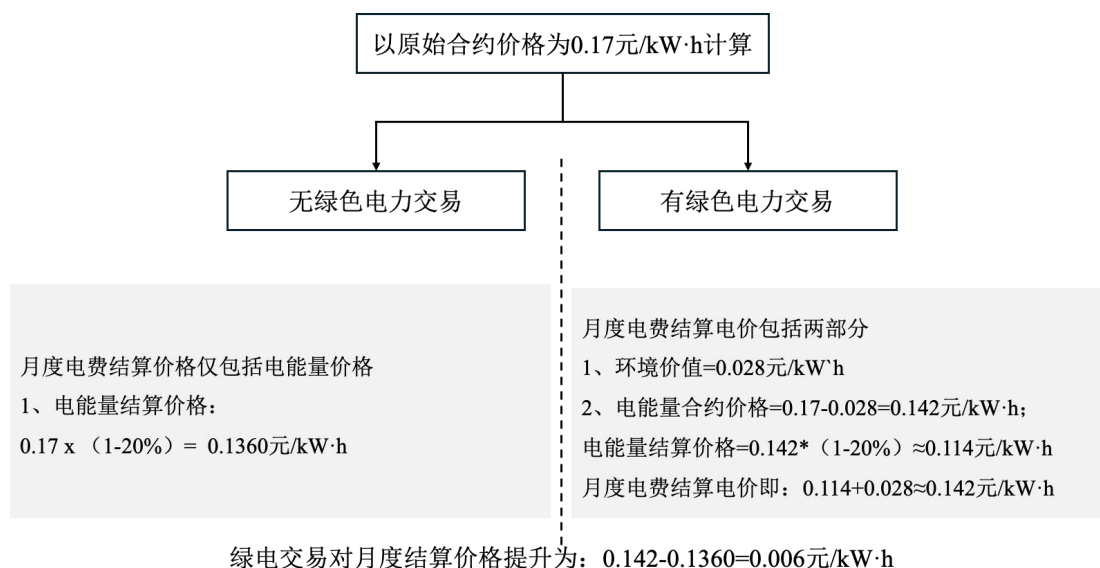 以原始合约价格为0.17元/kW·h计算
无绿色电力交易
有绿色电力交易
月度电费结算价格仅包括电能量价格
1、电能量结算价格：
0.17 x （1-20%）= 0.1360元/kW·h
月度电费结算电价包括两部分
1、环境价值=0.028元/kW`h
2、电能量合约价格=0.17-0.028=0.142元/kW·h；
电能量结算价格=0.142*（1-20%）≈0.114元/kW·h
月度电费结算电价即：0.114+0.028≈0.142元/kW·h
绿电交易对月度结算价格提升为：0.142-0.1360=0.006元/kW·h